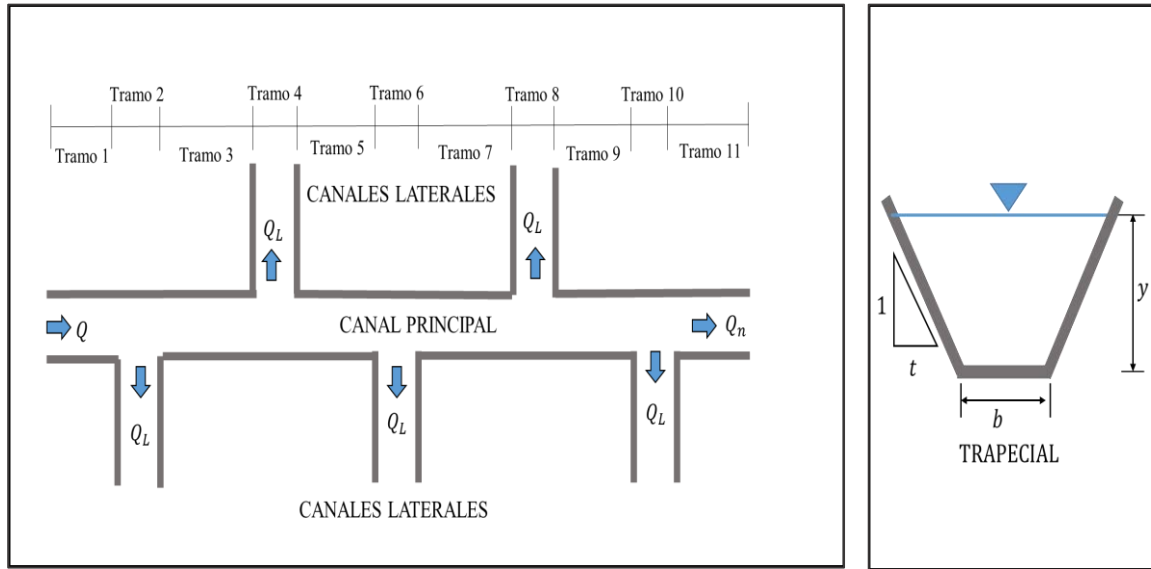 Tramo 2 Tramo 4 Tramo 6 Tramo 8 Tramo 10
Tramo 1 Tramo 3 Tramo 5 Tramo 7 Tramo 9 Tramo 11
CANALES LATERALES
Q_L Q_L
Q CANAL PRINCIPAL Q_n
Q_L Q_L Q_L
CANALES LATERALES
1
t
y
b
TRAPECIAL